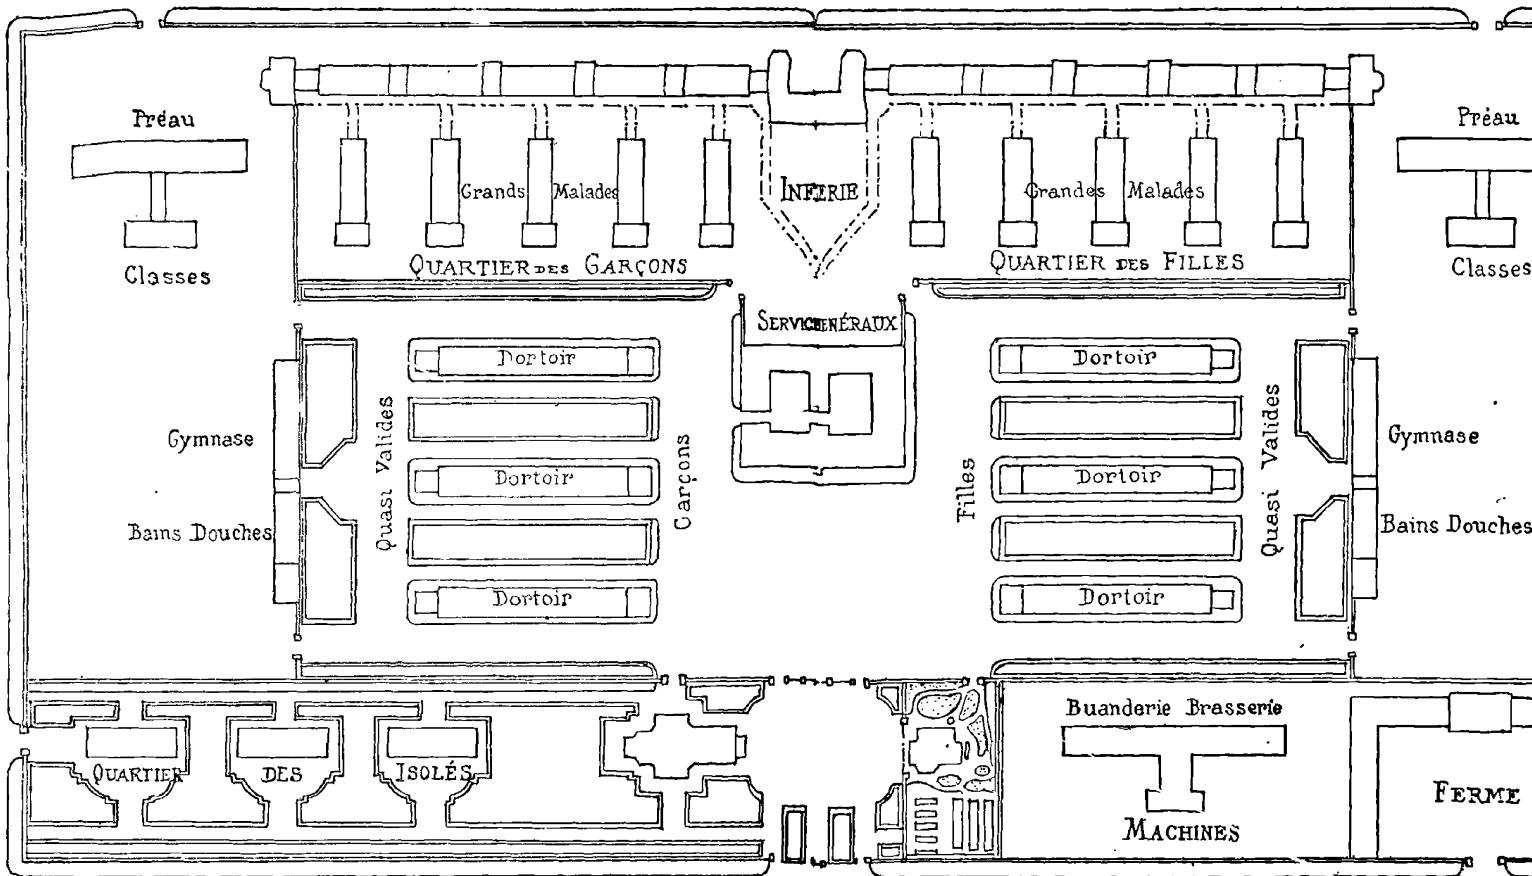 Préau
Classes
Grands Malades
QUARTIER DES GARÇONS
INFIRIE
Grandes Malades
QUARTIER DES FILLES
Préau
Classes
Gymnase
Bains Douches
Quasi Valides
Dortoir
Dortoir
Dortoir
Garçons
Filles
Dortoir
Dortoir
Dortoir
Quasi Valides
Gymnase
Bains Douches
QUARTIER DES ISOLÉS
Buanderie Brasserie
MACHINES
FERME